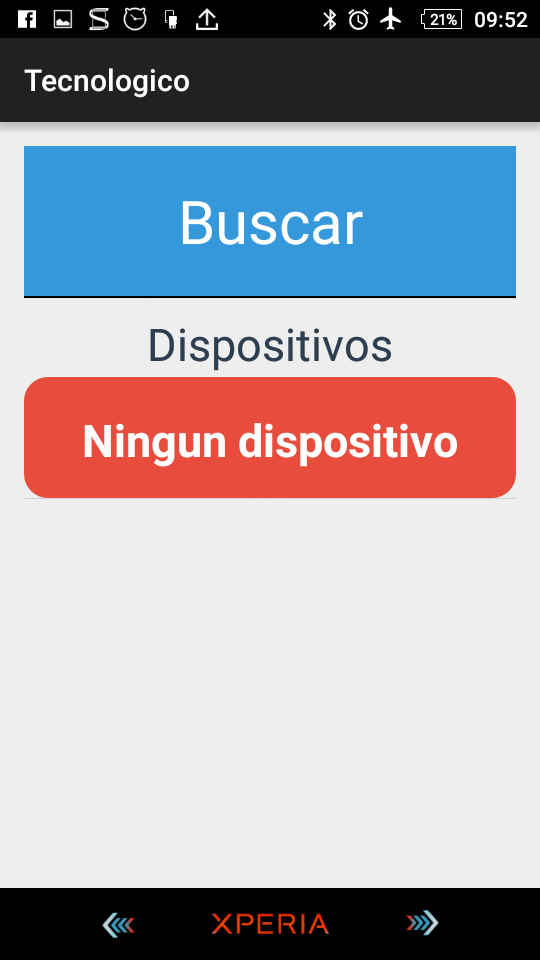 21% 09:52
Tecnologico
Buscar
Dispositivos
Ningun dispositivo
XPERIA